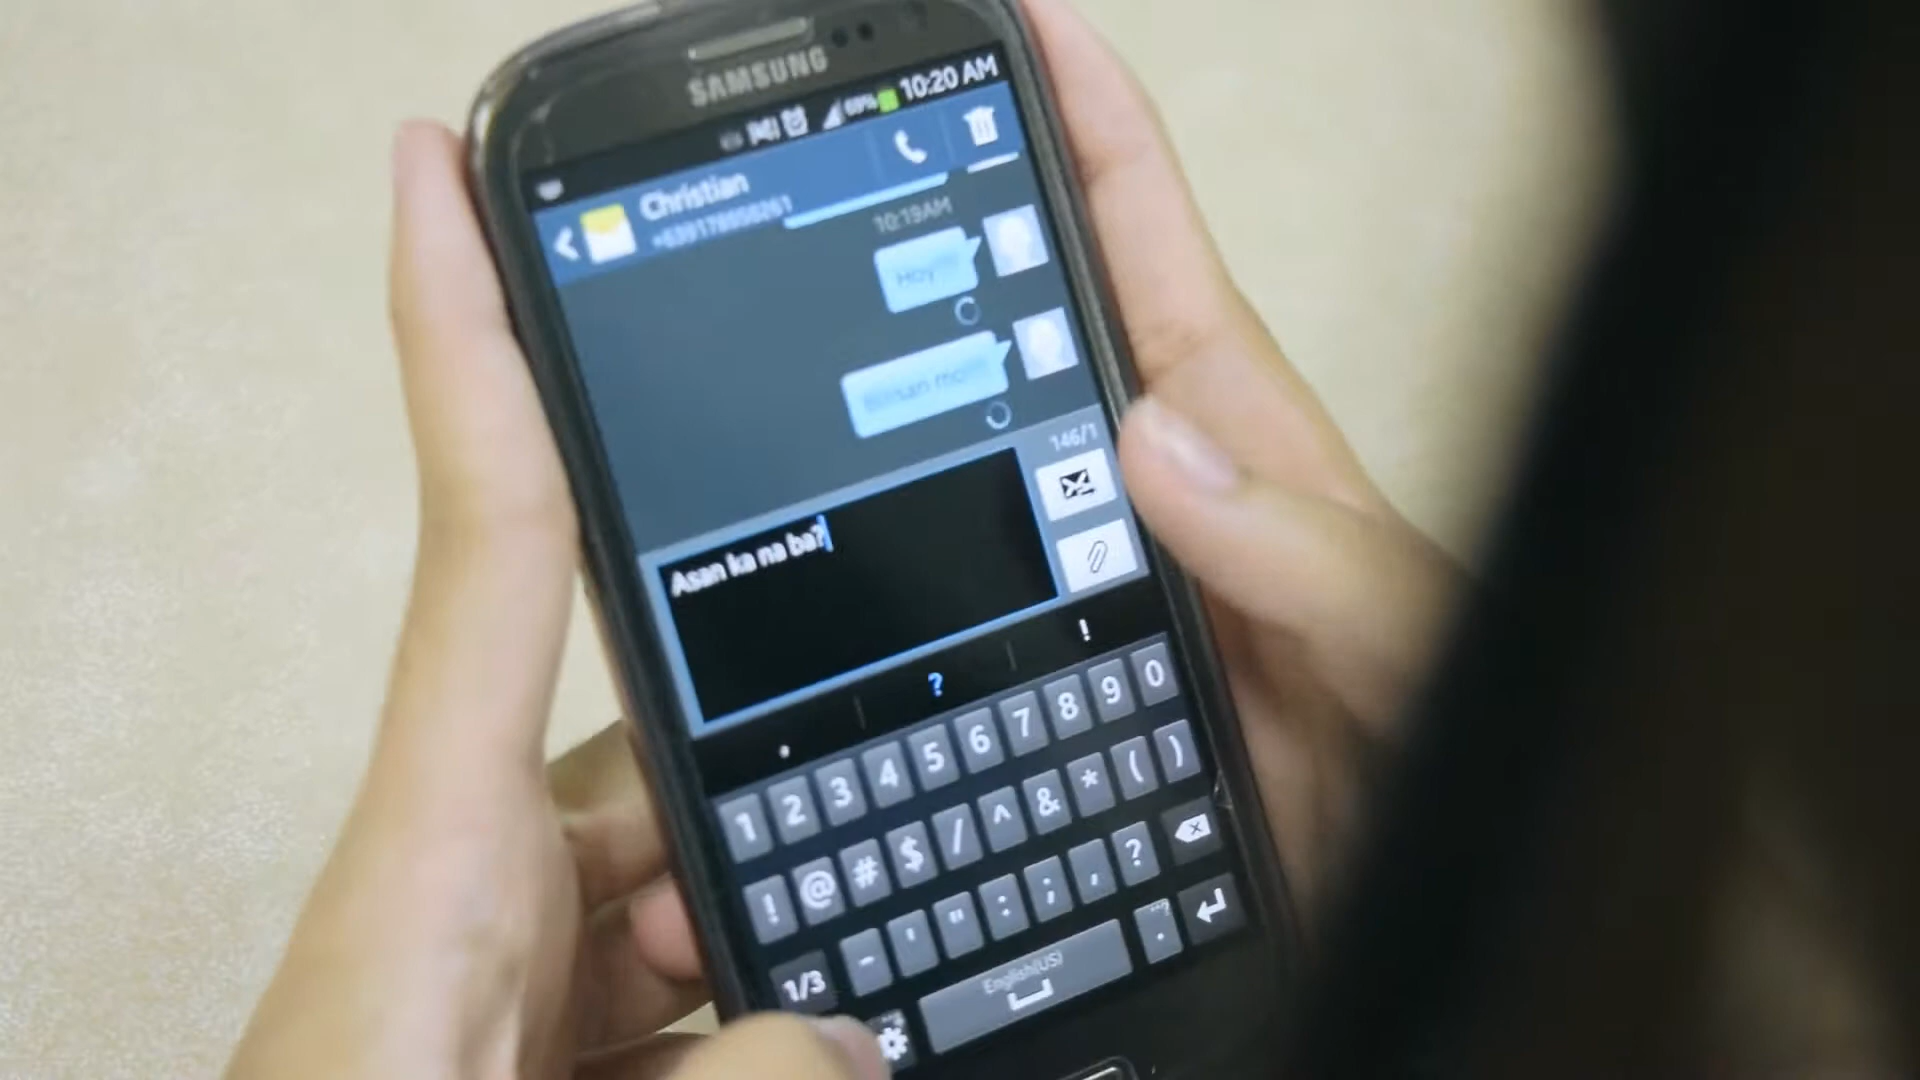 SAMSUNG
69% 10:20 AM
Christian
10:19AM
146/1
Asan ka na ba?
. ? !
1 2 3 4 5 6 7 8 9 0
! @ # $ / ^ & * ( )
1/3 - ' " : ; , ?
English(US) .